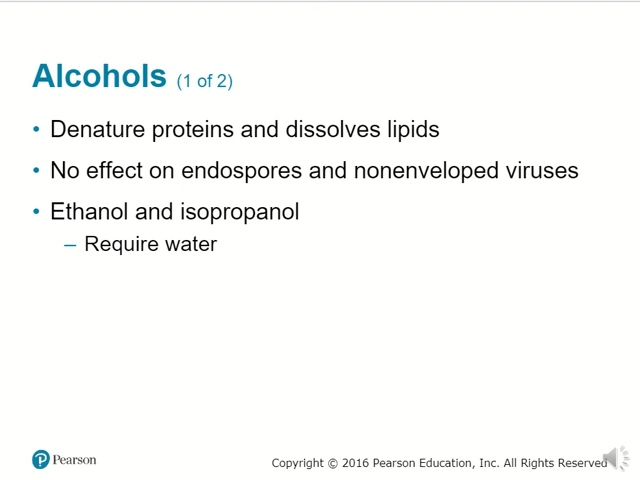 Alcohols (1 of 2)
• Denature proteins and dissolves lipids
• No effect on endospores and nonenveloped viruses
• Ethanol and isopropanol
– Require water
Pearson
Copyright © 2016 Pearson Education, Inc. All Rights Reserved